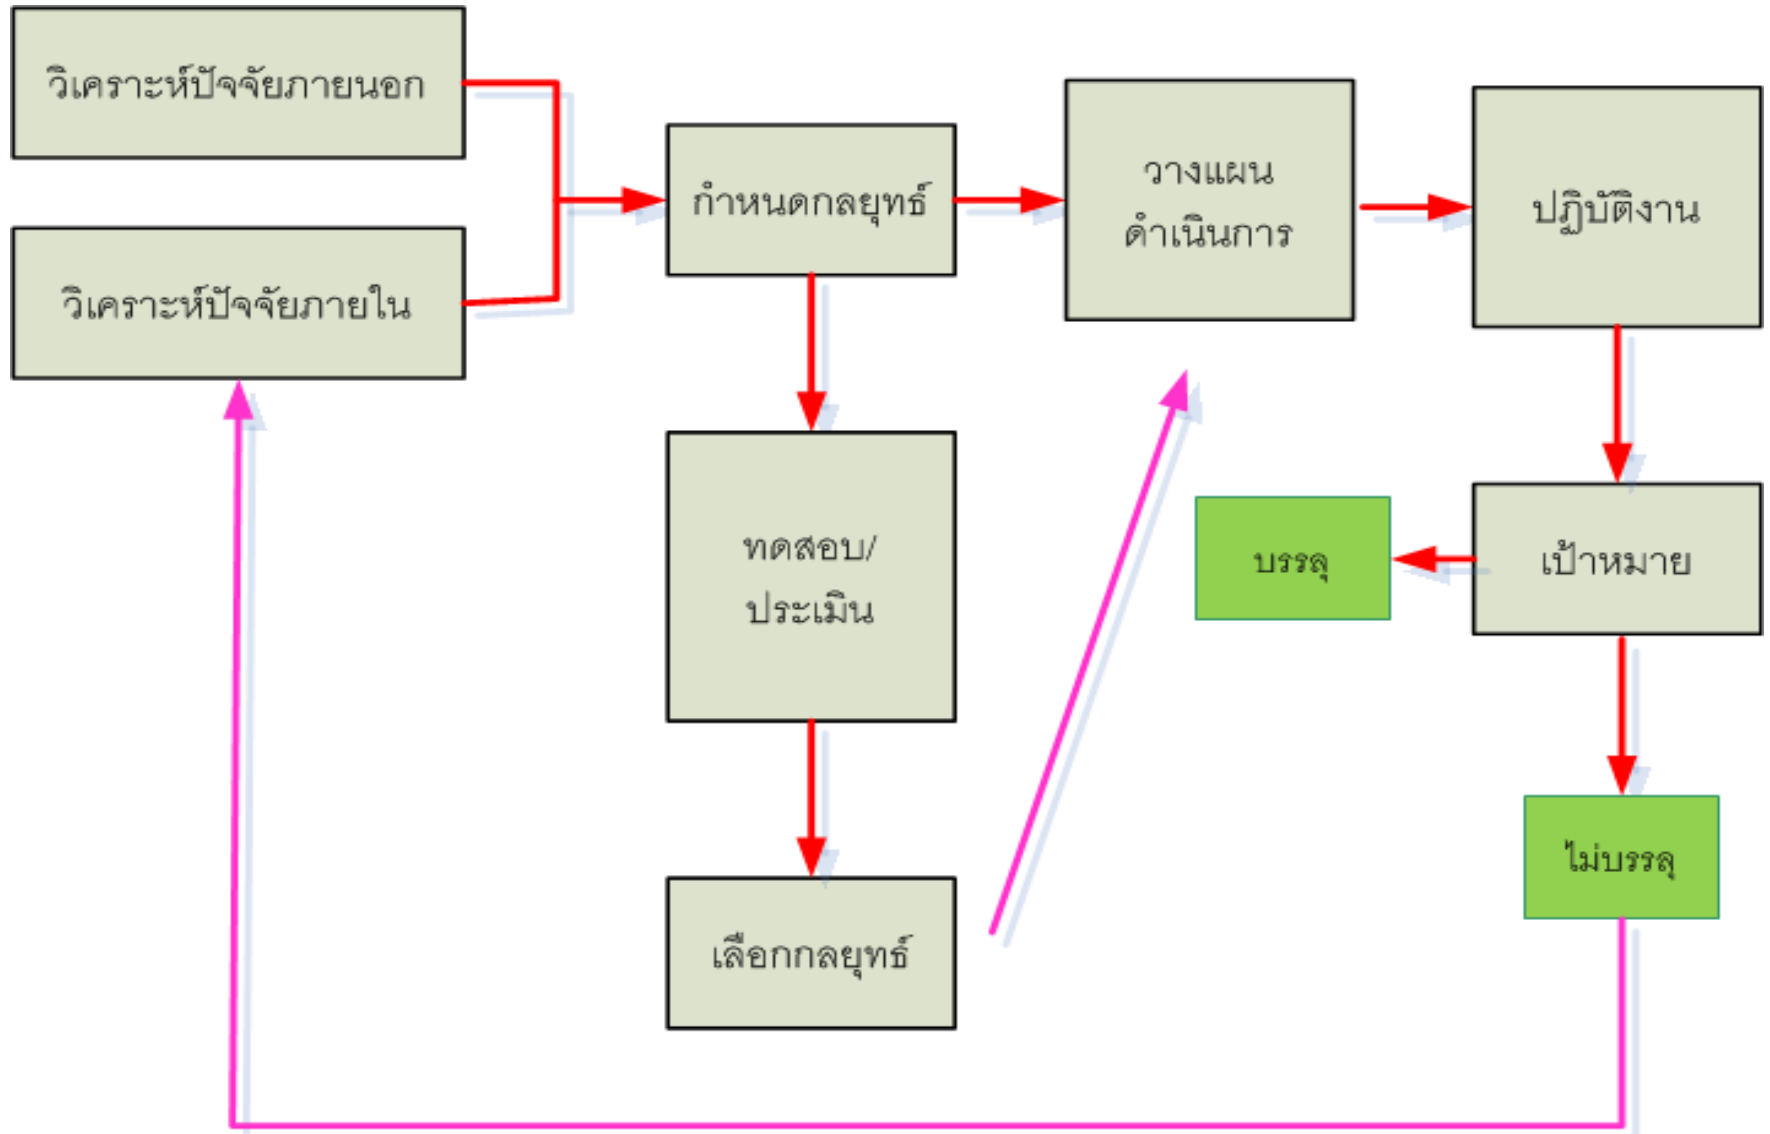 วิเคราะห์ปัจจัยภายนอก
วิเคราะห์ปัจจัยภายใน
กำหนดกลยุทธ์
วางแผน
ดำเนินการ
ปฏิบัติงาน
ทดสอบ/
ประเมิน
บรรลุ
เป้าหมาย
ไม่บรรลุ
เลือกกลยุทธ์